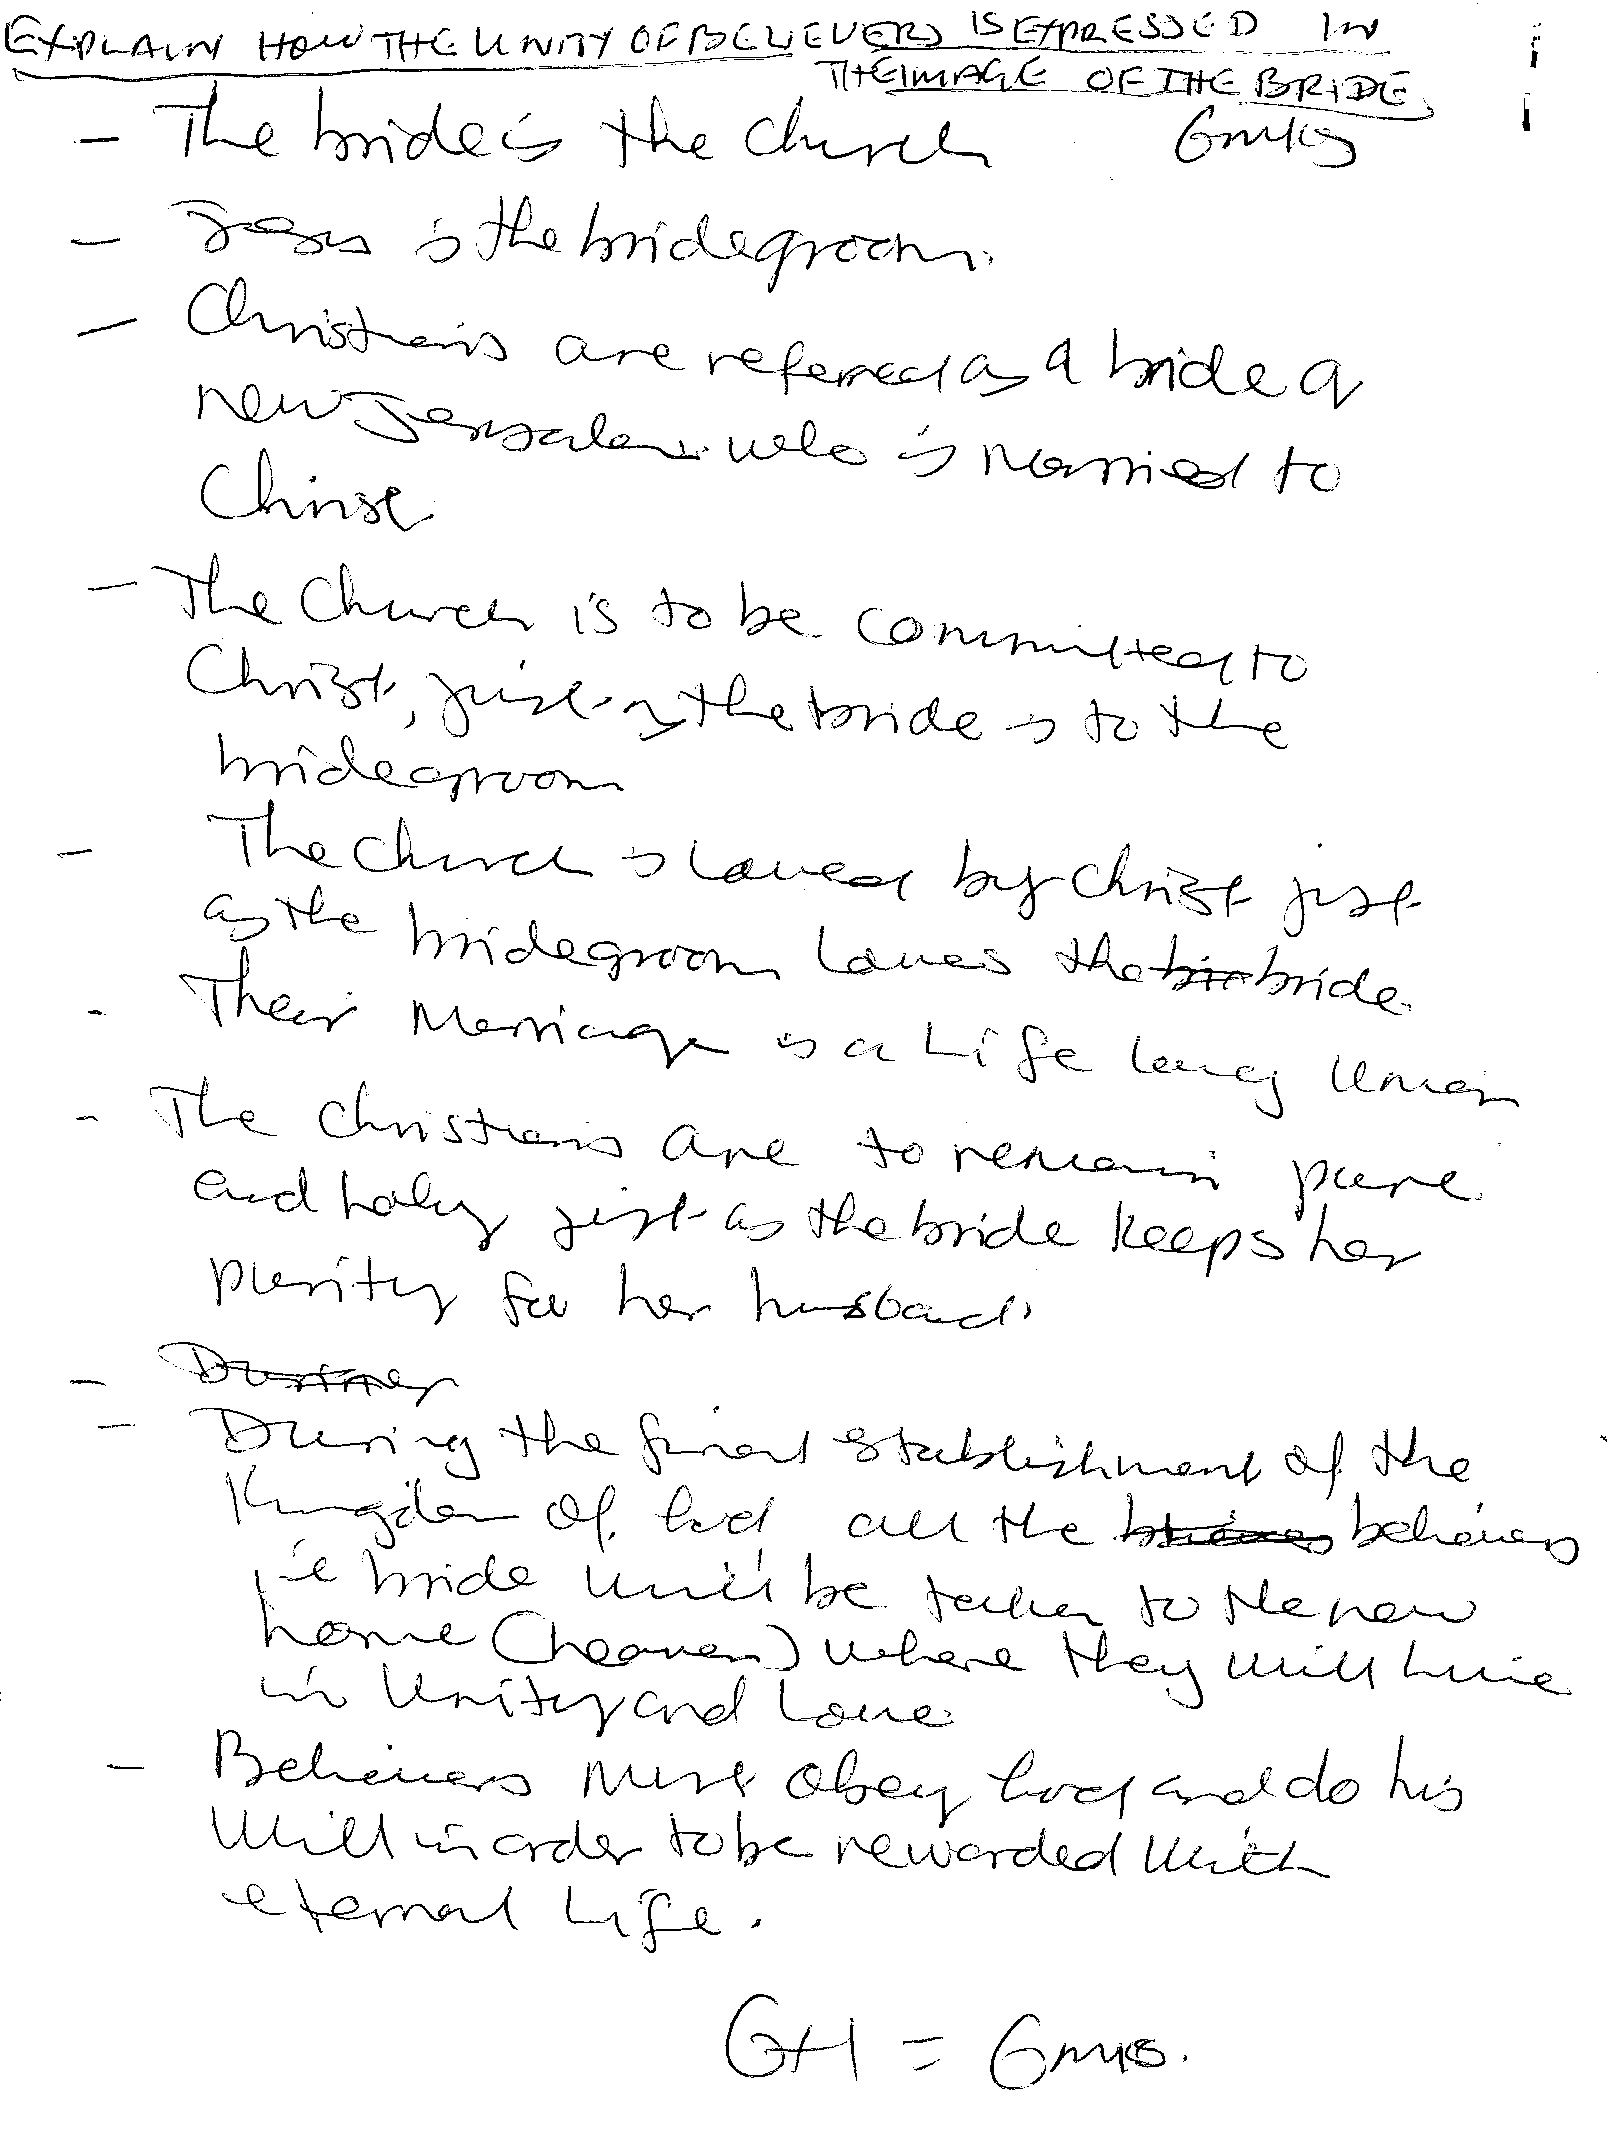 EXPLAIN HOW THE UNITY OF BELIEVERS IS EXPRESSED IN
THE IMAGE OF THE BRIDE
- The bride is the Church 6mks
- Jesus is the bridegroom.
- Christians are referred as a bride a
new Jerusalem who is married to
Christ
- The Church is to be committed to
Christ, just as the bride is to the
bridegroom
- The Church is loved by Christ just
as the bridegroom loves the bride.
- Their Marriage is a Life long Union
- The Christians are to remain pure
and holy just as the bride keeps her
purity for her husband.
-
- During the final establishment of the
Kingdom of God all the believers
ie bride will be taken to the new
home (heaven) where they will live
in Unity and Love
- Believers must obey God and do his
Will in order to be rewarded with
eternal Life.
6x1 = 6mks.